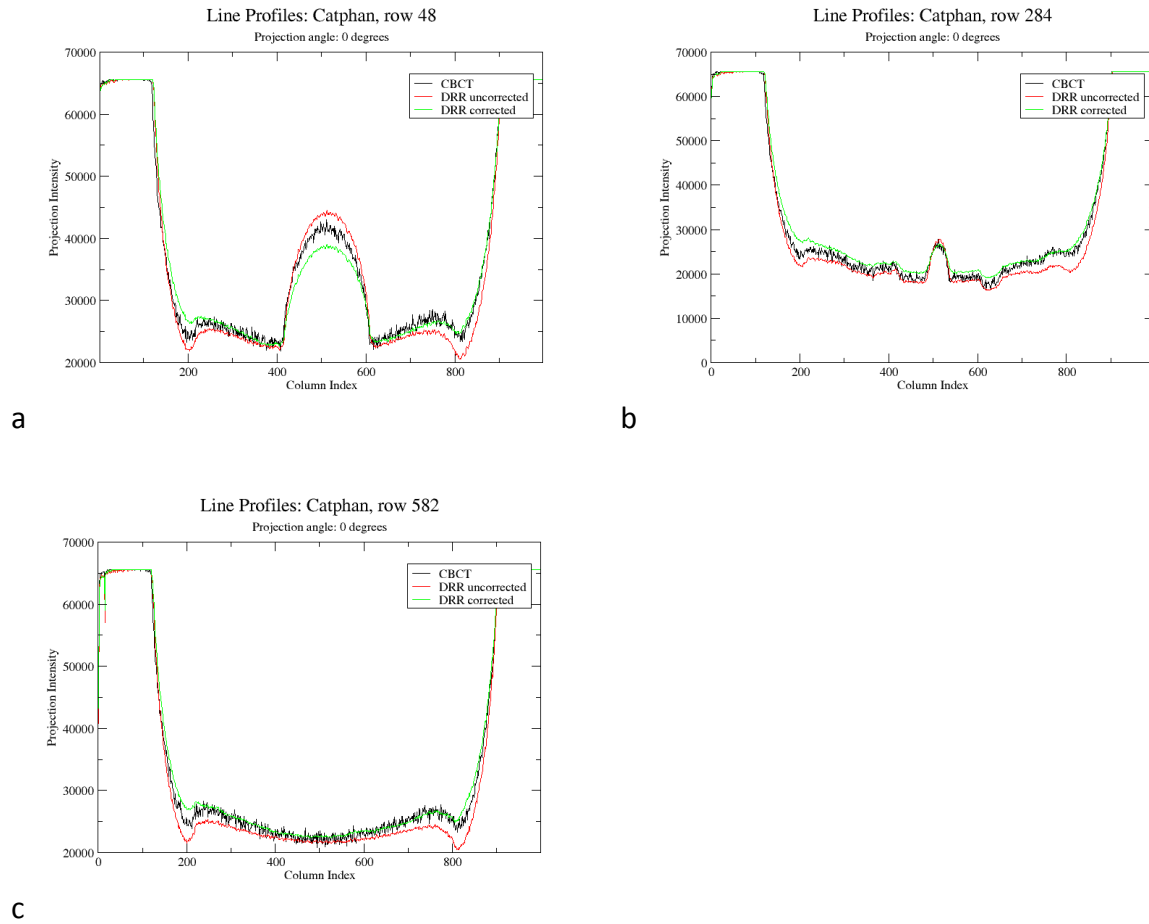 Line Profiles: Catphan, row 48
Projection angle: 0 degrees
70000
60000
50000
40000
30000
20000
Projection Intensity
CBCT
DRR uncorrected
DRR corrected
200 400 600 800
Column Index
a
Line Profiles: Catphan, row 284
Projection angle: 0 degrees
70000
60000
50000
40000
30000
20000
10000
0
Projection Intensity
CBCT
DRR uncorrected
DRR corrected
0 200 400 600 800
Column Index
b
Line Profiles: Catphan, row 582
Projection angle: 0 degrees
70000
60000
50000
40000
30000
20000
Projection Intensity
CBCT
DRR uncorrected
DRR corrected
0 200 400 600 800
Column Index
c